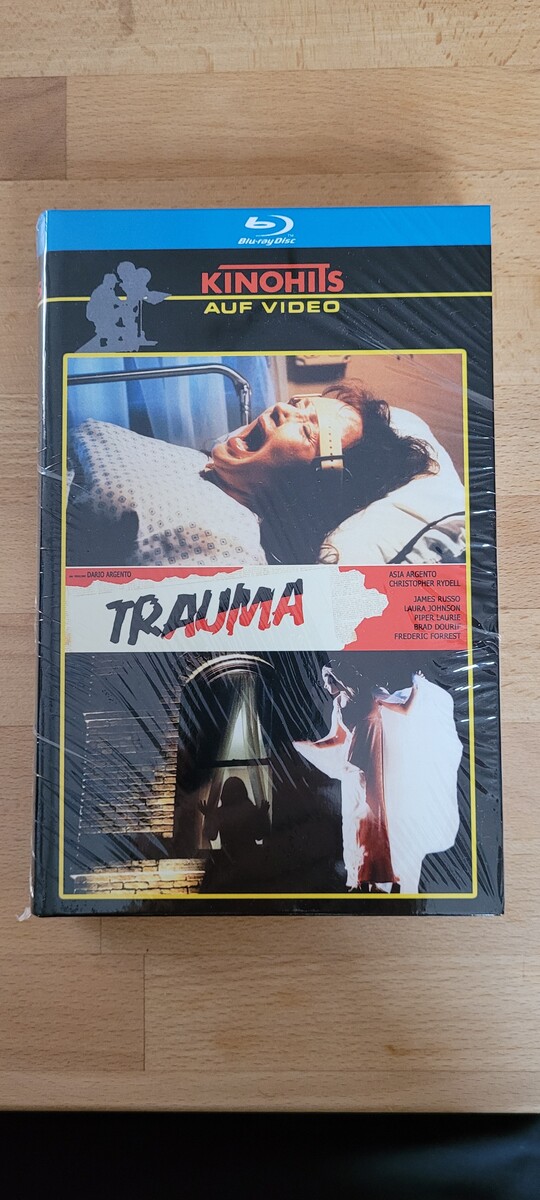 Blu-ray Disc
KINOHITS
AUF VIDEO
DARIO ARGENTO
TRAUMA
ASIA ARGENTO
CHRISTOPHER RYDELL
JAMES RUSSO
LAURA JOHNSON
PIPER LAURIE
BRAD DOURIF
FREDERIC FORREST